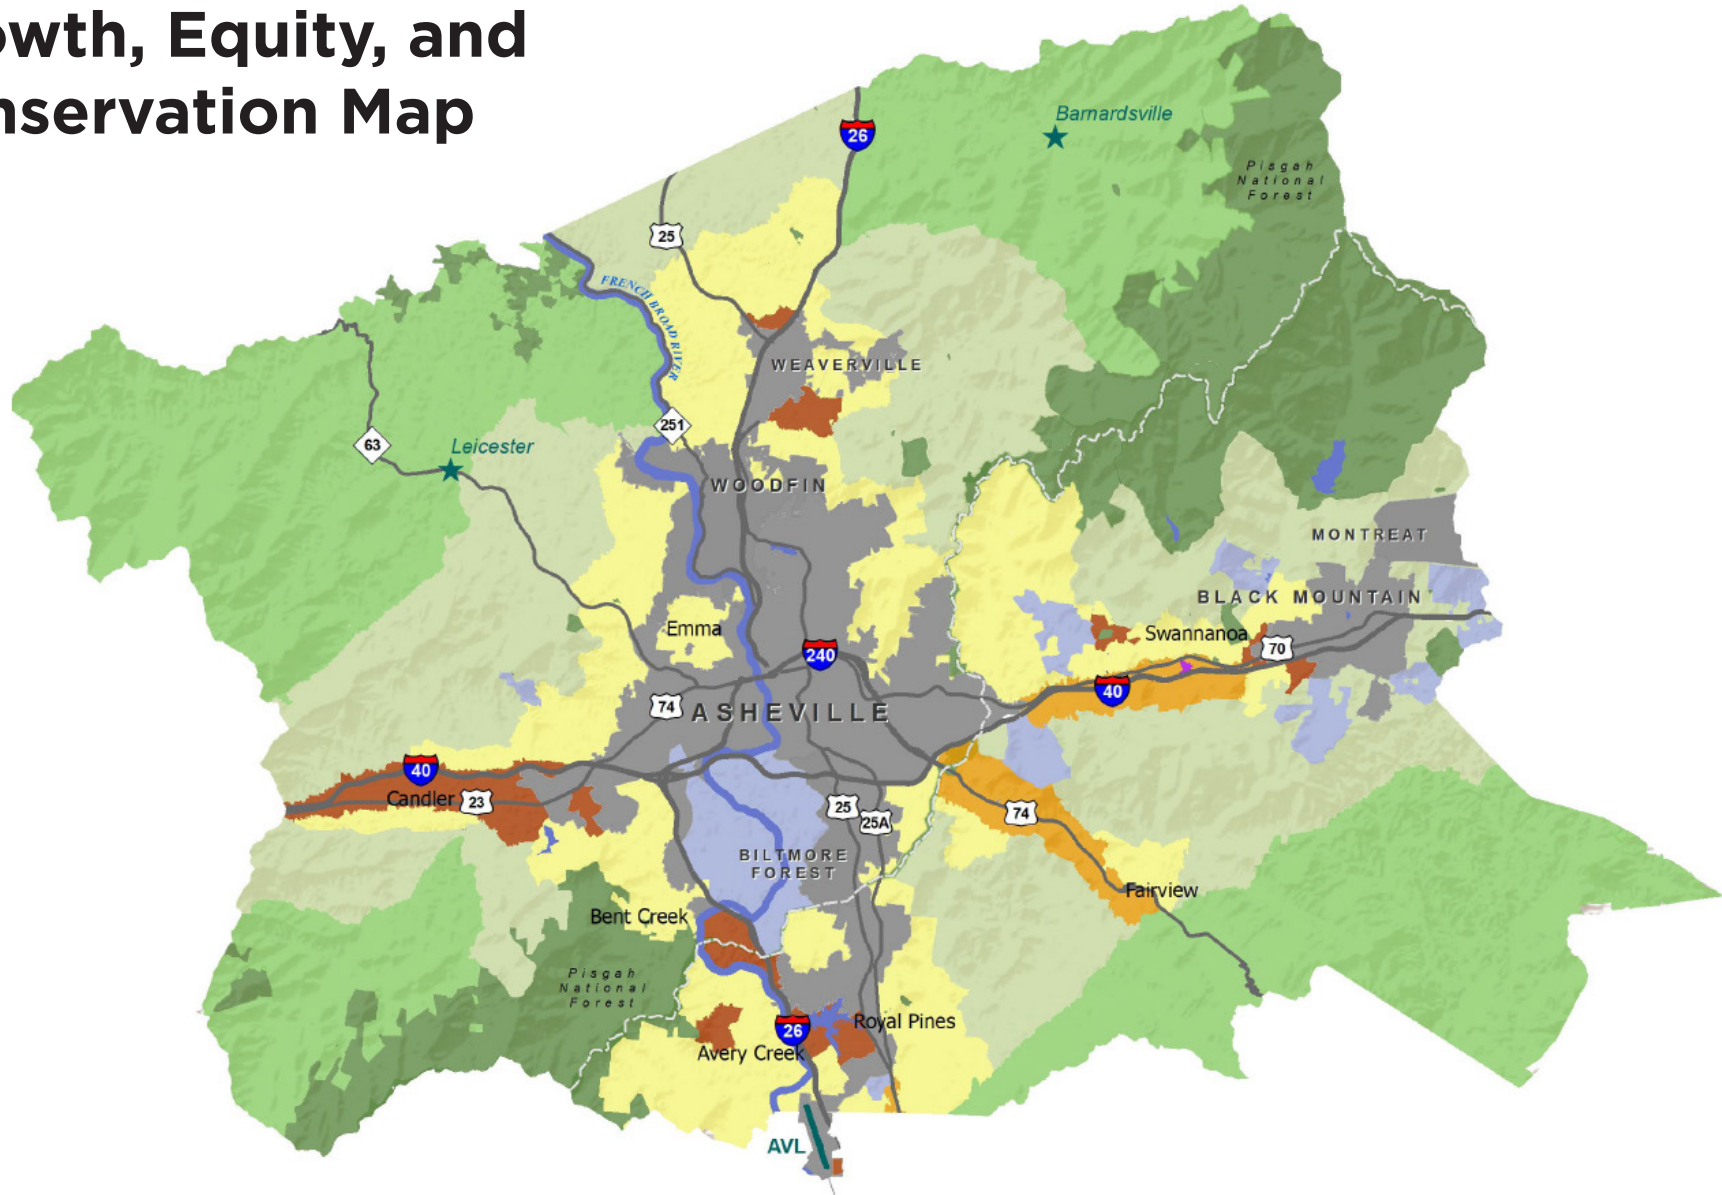 owth, Equity, and
nservation Map
26
Barnardsville
Pisgah
National
Forest
25
FRENCH BROAD RIVER
WEAVERVILLE
251
63
Leicester
WOODFIN
MONTREAT
BLACK MOUNTAIN
Emma
Swannanoa
70
240
40
74
ASHEVILLE
40
Candler
23
25
25A
74
BILTMORE
FOREST
Fairview
Bent Creek
Pisgah
National
Forest
26
Royal Pines
Avery Creek
AVL